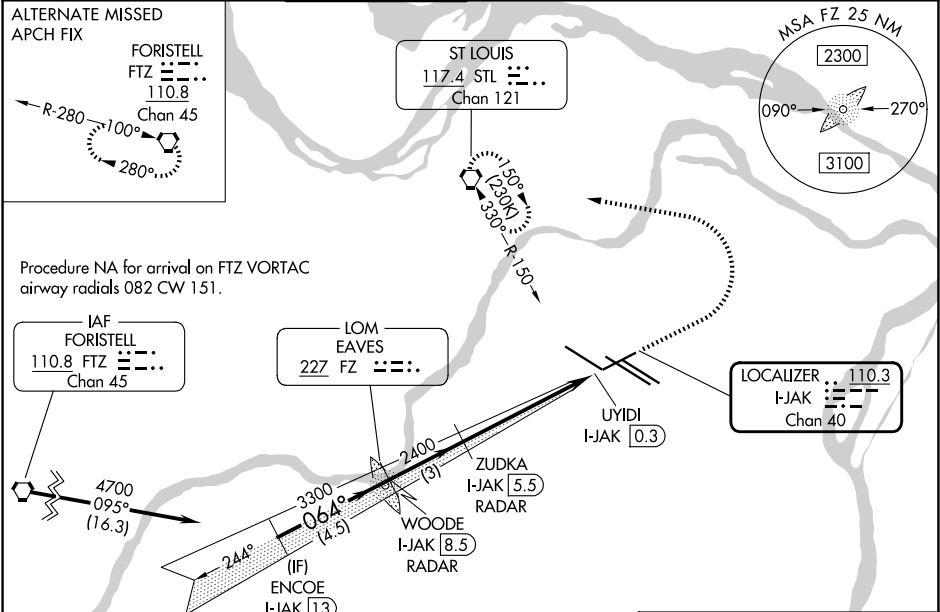 ALTERNATE MISSED
APCH FIX
FORISTELL
FTZ
110.8
Chan 45
R-280
100°
280°
ST LOUIS
117.4 STL
Chan 121
MSA FZ 25 NM
2300
090°
270°
3100
150°
(230K)
330°
R-150
Procedure NA for arrival on FTZ VORTAC
airway radials 082 CW 151.
IAF
FORISTELL
110.8 FTZ
Chan 45
LOM
EAVES
227 FZ
LOCALIZER 110.3
I-JAK
Chan 40
UYIDI
I-JAK 0.3
2400
(3)
ZUDKA
I-JAK 5.5
RADAR
4700
095°
(16.3)
3300
064°
(4.5)
WOODE
I-JAK 8.5
RADAR
244°
(IF)
ENCOE
I-JAK 13